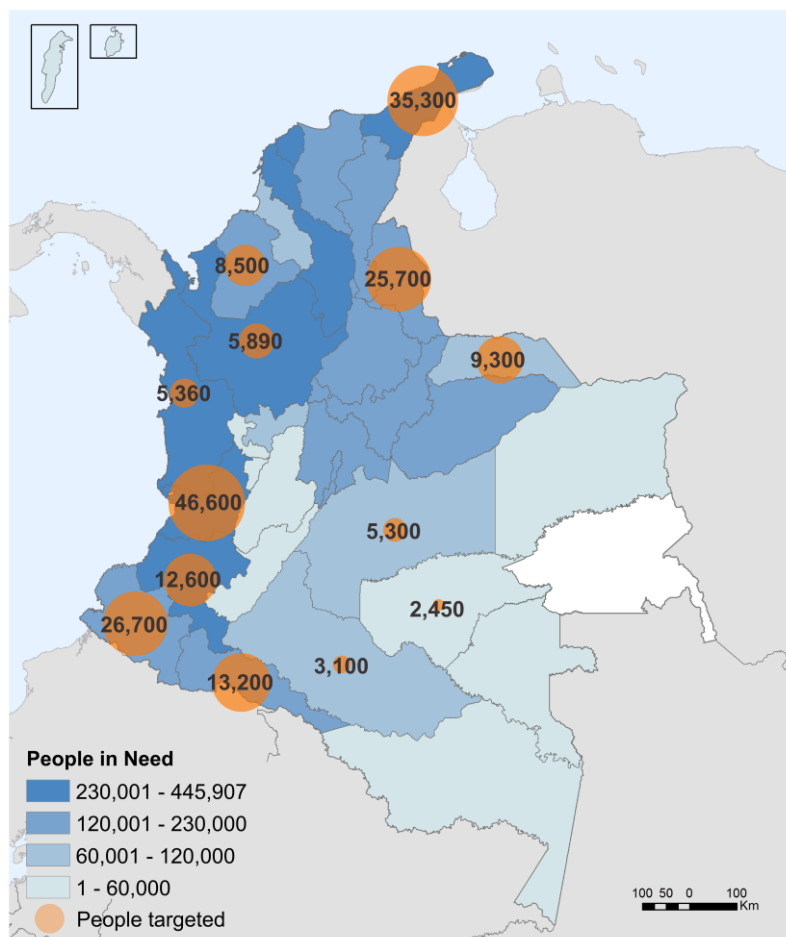 35,300
8,500
25,700
5,890
9,300
5,360
46,600
5,300
12,600
2,450
26,700
3,100
13,200
People in Need
230,001 - 445,907
120,001 - 230,000
60,001 - 120,000
1 - 60,000
People targeted
100 50 0 100
Km